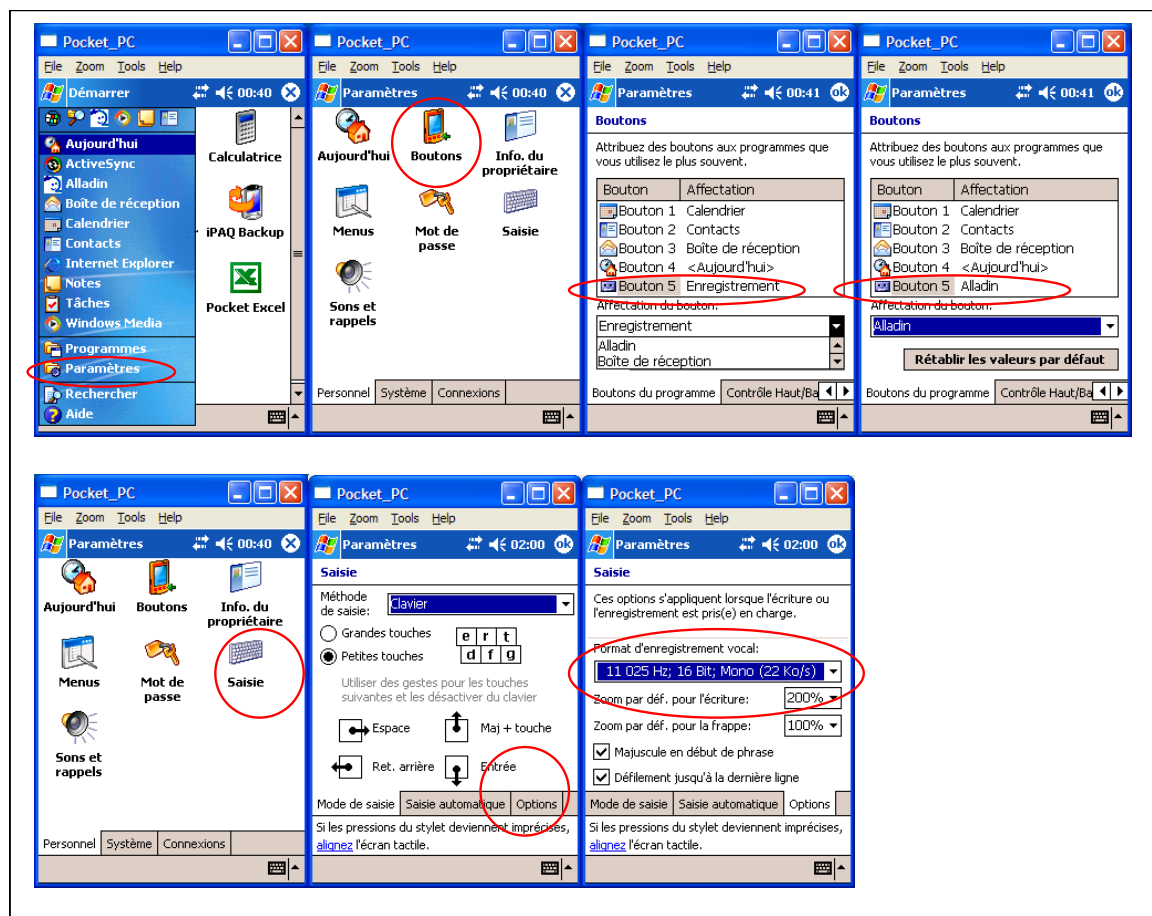 Pocket_PC
File Zoom Tools Help
Démarrer 00:40
Aujourd'hui
ActiveSync
Alladin
Boîte de réception
Calendrier
Contacts
Internet Explorer
Notes
Tâches
Windows Media
Programmes
Paramètres
Rechercher
Aide
Calculatrice
iPAQ Backup
Pocket Excel
Pocket_PC
File Zoom Tools Help
Paramètres 00:40
Aujourd'hui Boutons Info. du
propriétaire
Menus Mot de Saisie
passe
Sons et
rappels
Personnel Système Connexions
Pocket_PC
File Zoom Tools Help
Paramètres 00:41 ok
Boutons
Attribuez des boutons aux programmes que
vous utilisez le plus souvent.
Bouton Affectation
Bouton 1 Calendrier
Bouton 2 Contacts
Bouton 3 Boîte de réception
Bouton 4 <Aujourd'hui>
Bouton 5 Enregistrement
Affectation du bouton:
Enregistrement
Alladin
Boîte de réception
Boutons du programme Contrôle Haut/Ba
Pocket_PC
File Zoom Tools Help
Paramètres 00:41 ok
Boutons
Attribuez des boutons aux programmes que
vous utilisez le plus souvent.
Bouton Affectation
Bouton 1 Calendrier
Bouton 2 Contacts
Bouton 3 Boîte de réception
Bouton 4 <Aujourd'hui>
Bouton 5 Alladin
Affectation du bouton:
Alladin
Rétablir les valeurs par défaut
Boutons du programme Contrôle Haut/Ba
Pocket_PC
File Zoom Tools Help
Paramètres 00:40
Aujourd'hui Boutons Info. du
propriétaire
Menus Mot de Saisie
passe
Sons et
rappels
Personnel Système Connexions
Pocket_PC
File Zoom Tools Help
Paramètres 02:00 ok
Saisie
Méthode
de saisie: Clavier
Grandes touches e r t
Petites touches d f g
Utiliser des gestes pour les touches
suivantes et les désactiver du clavier
Espace Maj + touche
Ret. arrière Entrée
Mode de saisie Saisie automatique Options
Si les pressions du stylet deviennent imprécises,
alignez l'écran tactile.
Pocket_PC
File Zoom Tools Help
Paramètres 02:00 ok
Saisie
Ces options s'appliquent lorsque l'écriture ou
l'enregistrement est pris(e) en charge.
Format d'enregistrement vocal:
11 025 Hz; 16 Bit; Mono (22 Ko/s)
Zoom par déf. pour l'écriture: 200%
Zoom par déf. pour la frappe: 100%
Majuscule en début de phrase
Défilement jusqu'à la dernière ligne
Mode de saisie Saisie automatique Options
Si les pressions du stylet deviennent imprécises,
alignez l'écran tactile.